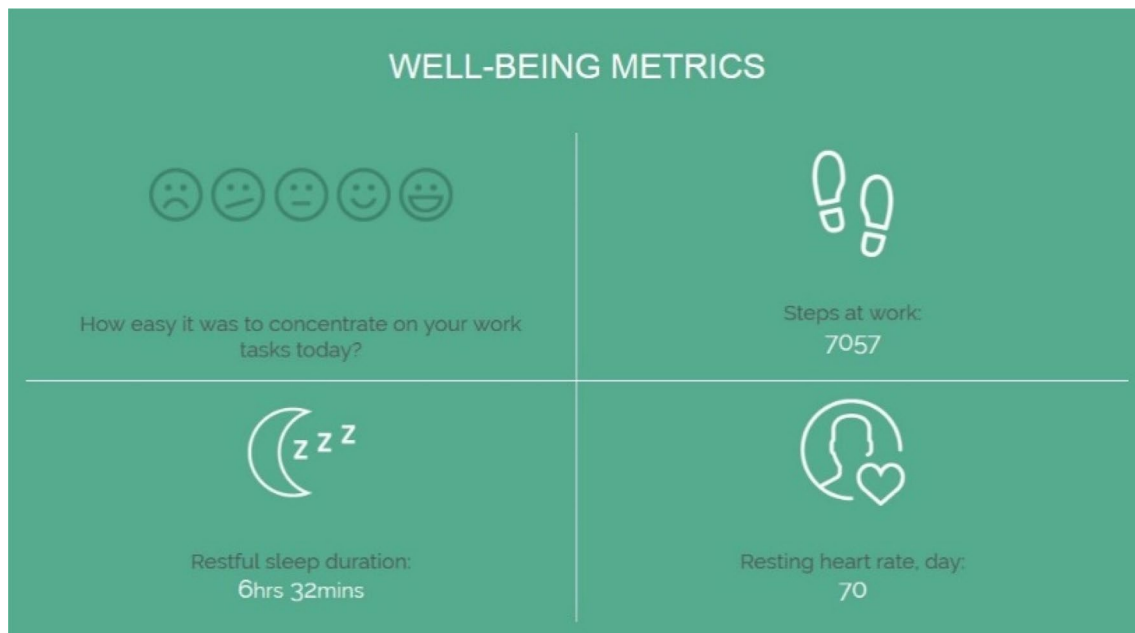 WELL-BEING METRICS
How easy it was to concentrate on your work
tasks today?
Steps at work:
7057
z z z
Restful sleep duration:
6hrs 32mins
Resting heart rate, day:
70